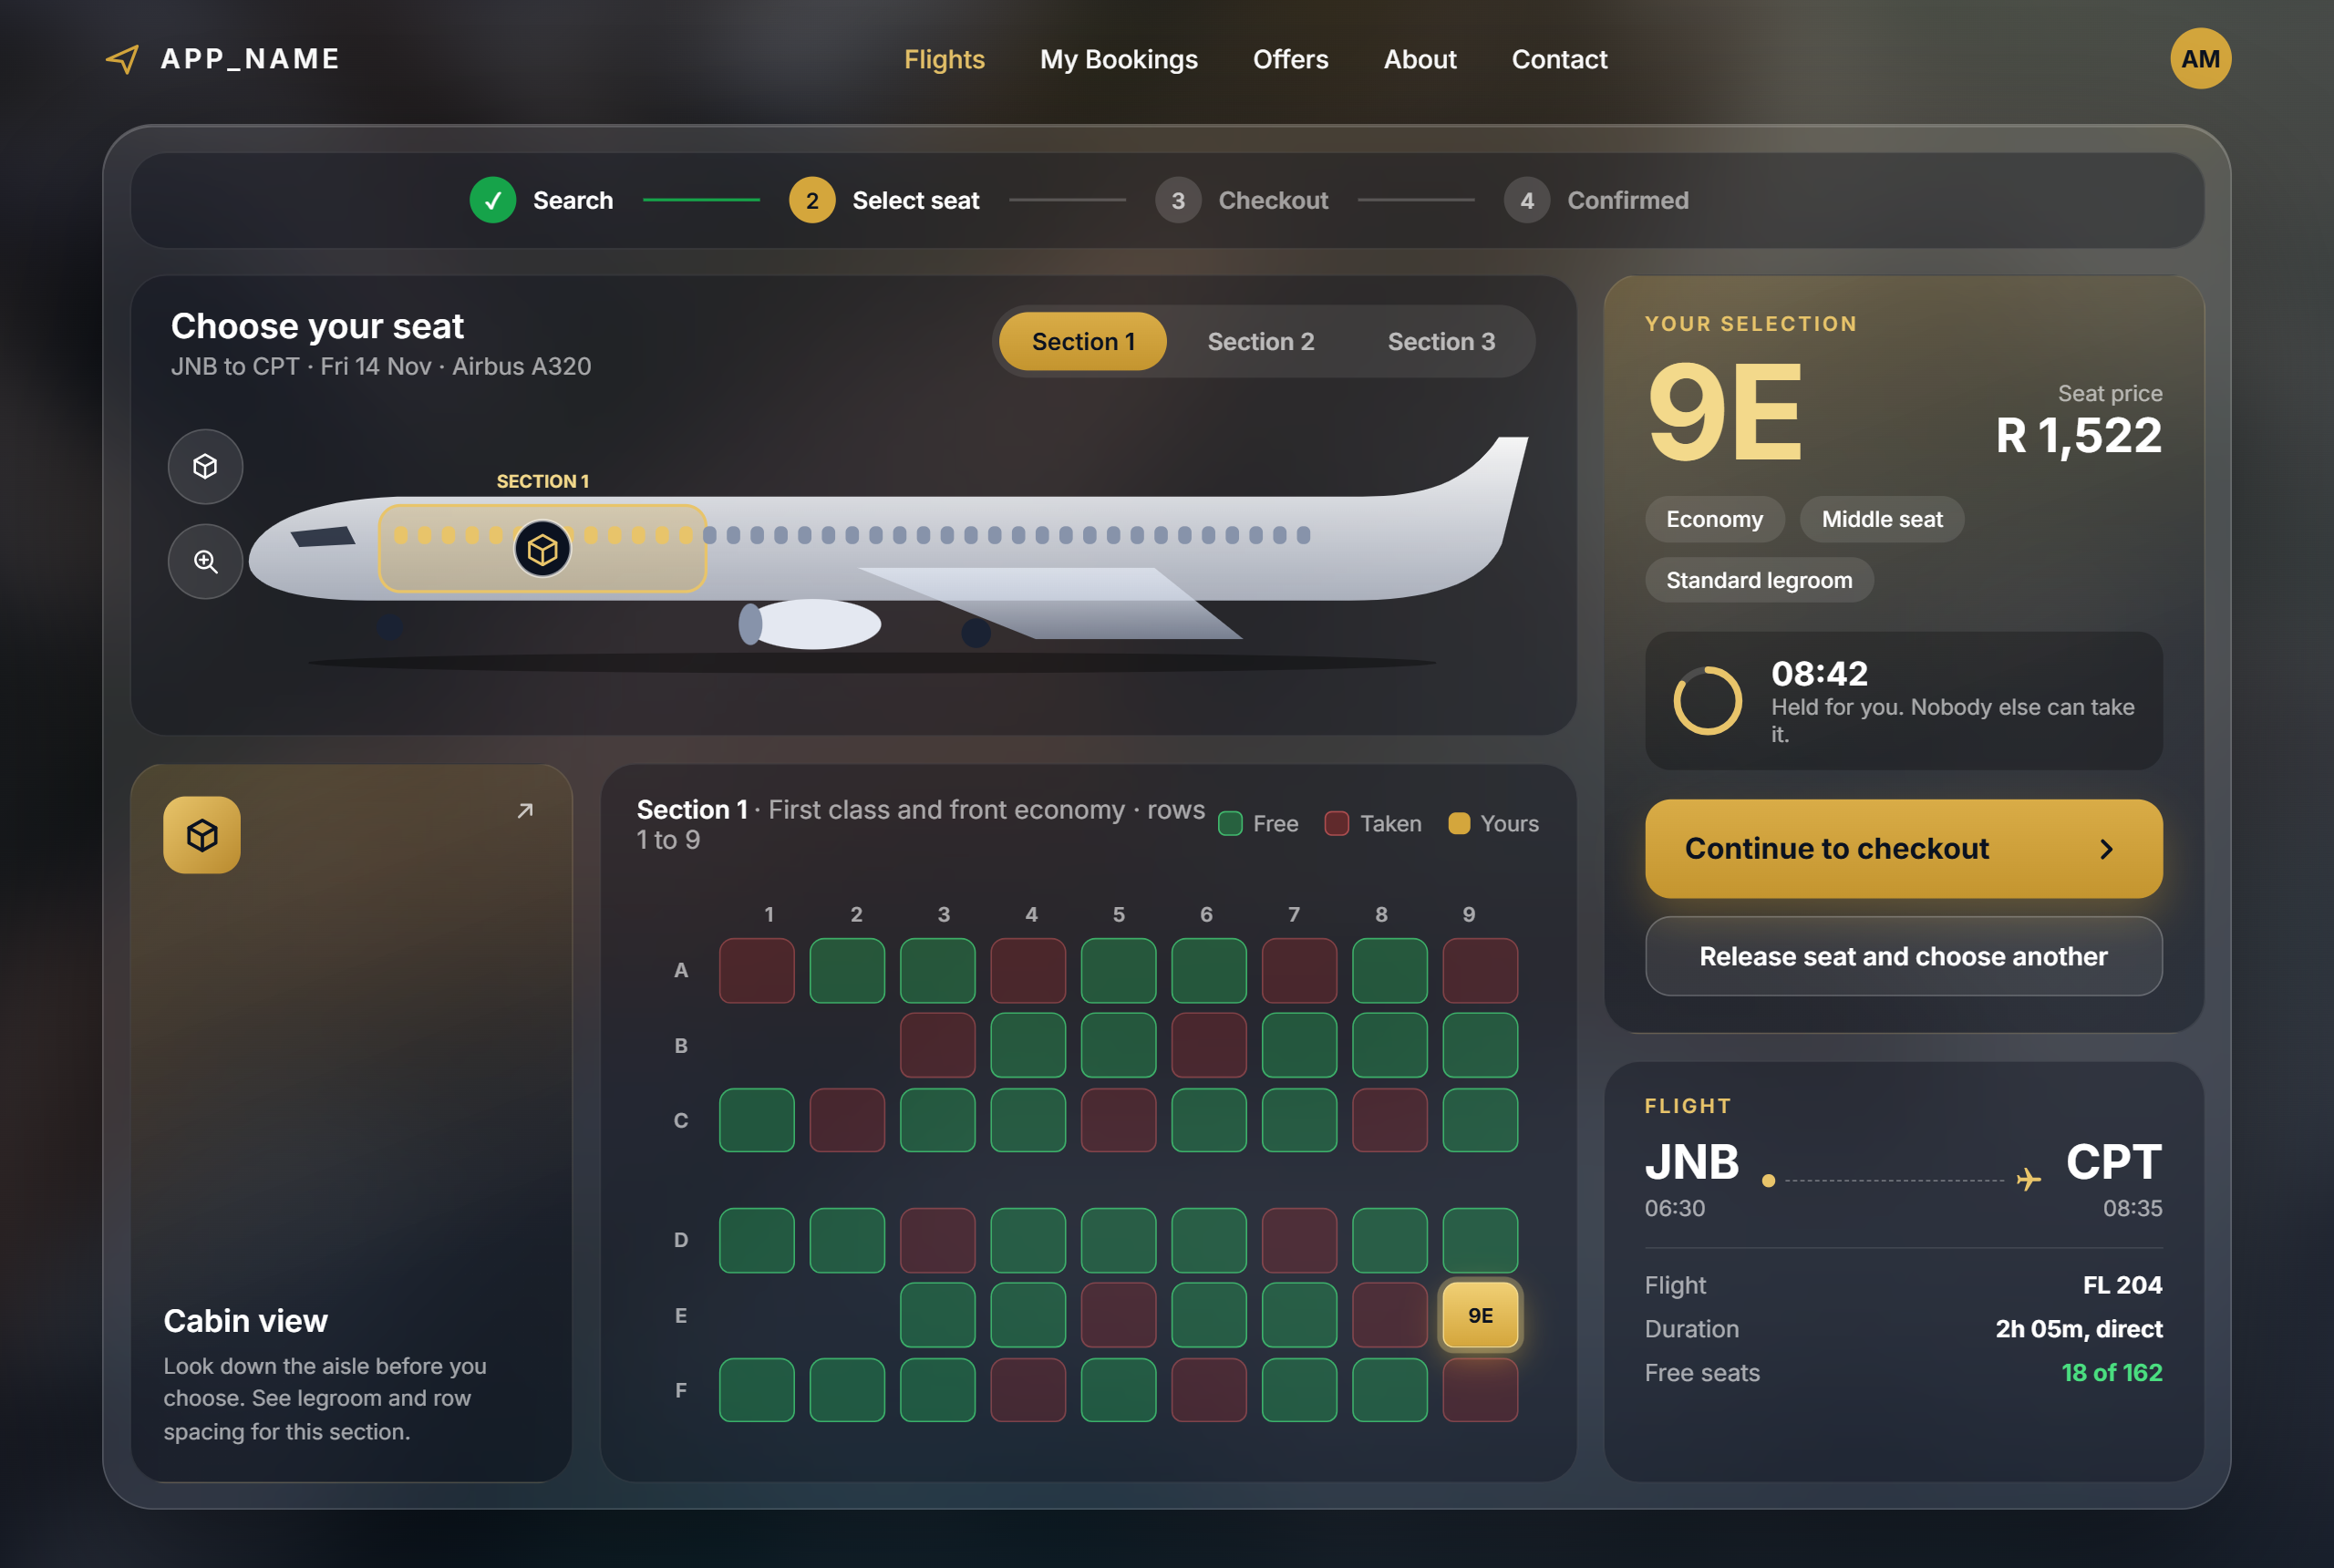 APP_NAME
Flights
My Bookings
Offers
About
Contact
AM
Search
2
Select seat
3
Checkout
4
Confirmed
Choose your seat
JNB to CPT · Fri 14 Nov · Airbus A320
Section 1
Section 2
Section 3
SECTION 1
Cabin view
Look down the aisle before you
choose. See legroom and row
spacing for this section.
Section 1 · First class and front economy · rows
1 to 9
Free
Taken
Yours
1 2 3 4 5 6 7 8 9
A
B
C
D
E
9E
F
YOUR SELECTION
9E
Seat price
R 1,522
Economy
Middle seat
Standard legroom
08:42
Held for you. Nobody else can take
it.
Continue to checkout
Release seat and choose another
FLIGHT
JNB
CPT
06:30
08:35
Flight
FL 204
Duration
2h 05m, direct
Free seats
18 of 162